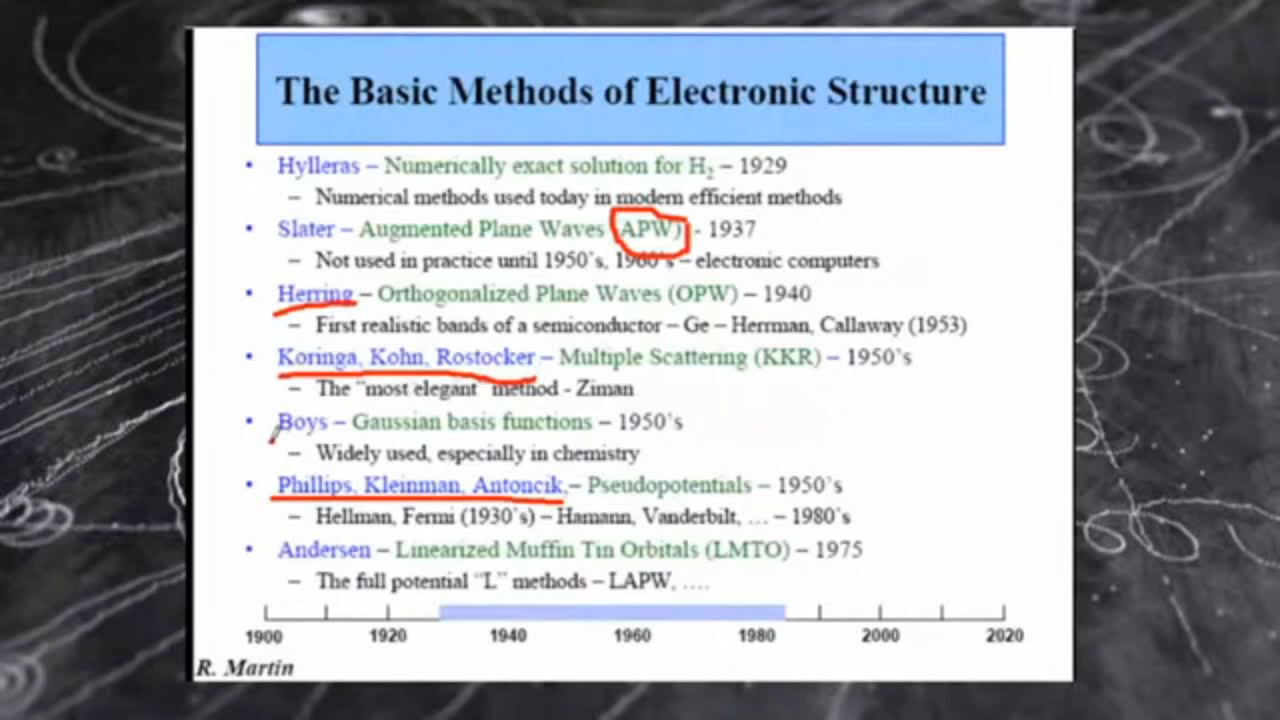 The Basic Methods of Electronic Structure
• Hylleras – Numerically exact solution for H₂ – 1929
– Numerical methods used today in modern efficient methods
• Slater – Augmented Plane Waves (APW) - 1937
– Not used in practice until 1950's, 1960's – electronic computers
• Herring – Orthogonalized Plane Waves (OPW) – 1940
– First realistic bands of a semiconductor – Ge – Herrman, Callaway (1953)
• Koringa, Kohn, Rostocker – Multiple Scattering (KKR) – 1950's
– The "most elegant" method - Ziman
• Boys – Gaussian basis functions – 1950's
– Widely used, especially in chemistry
• Phillips, Kleinman, Antoncik,– Pseudopotentials – 1950's
– Hellman, Fermi (1930's) – Hamann, Vanderbilt, … – 1980's
• Andersen – Linearized Muffin Tin Orbitals (LMTO) – 1975
– The full potential "L" methods – LAPW, ….
1900 1920 1940 1960 1980 2000 2020
R. Martin